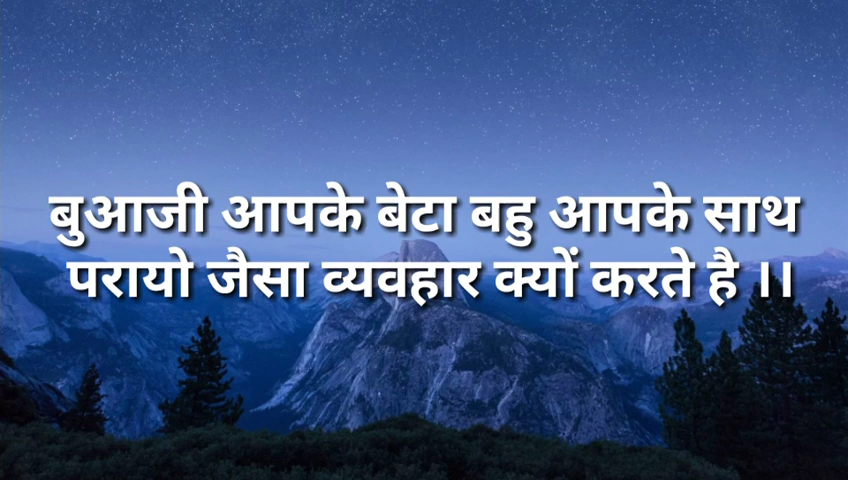 बुआजी आपके बेटा बहु आपके साथ
परायो जैसा व्यवहार क्यों करते है ।।